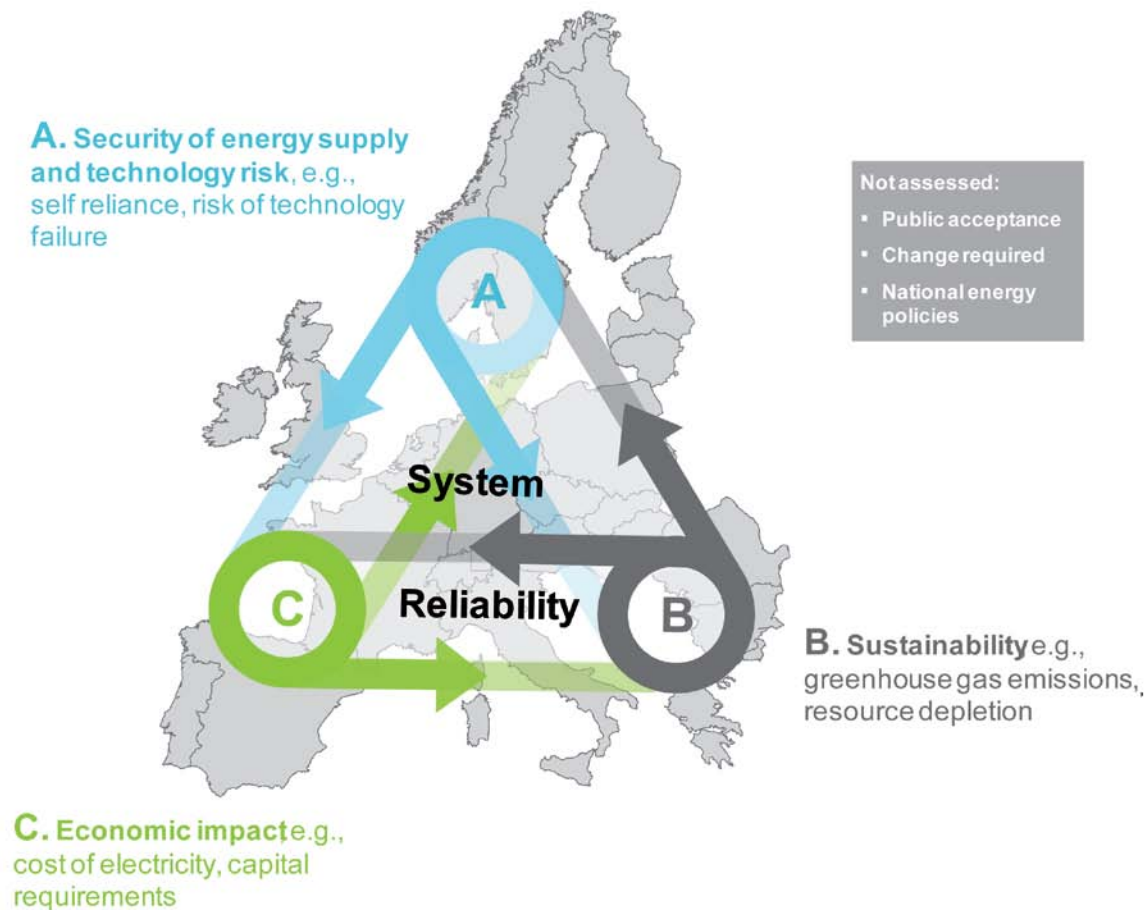 A. Security of energy supply
and technology risk, e.g.,
self reliance, risk of technology
failure
Not assessed:
▪ Public acceptance
▪ Change required
▪ National energy
policies
A
System
Reliability
C
B
B. Sustainability e.g.,
greenhouse gas emissions,
resource depletion
C. Economic impact e.g.,
cost of electricity, capital
requirements